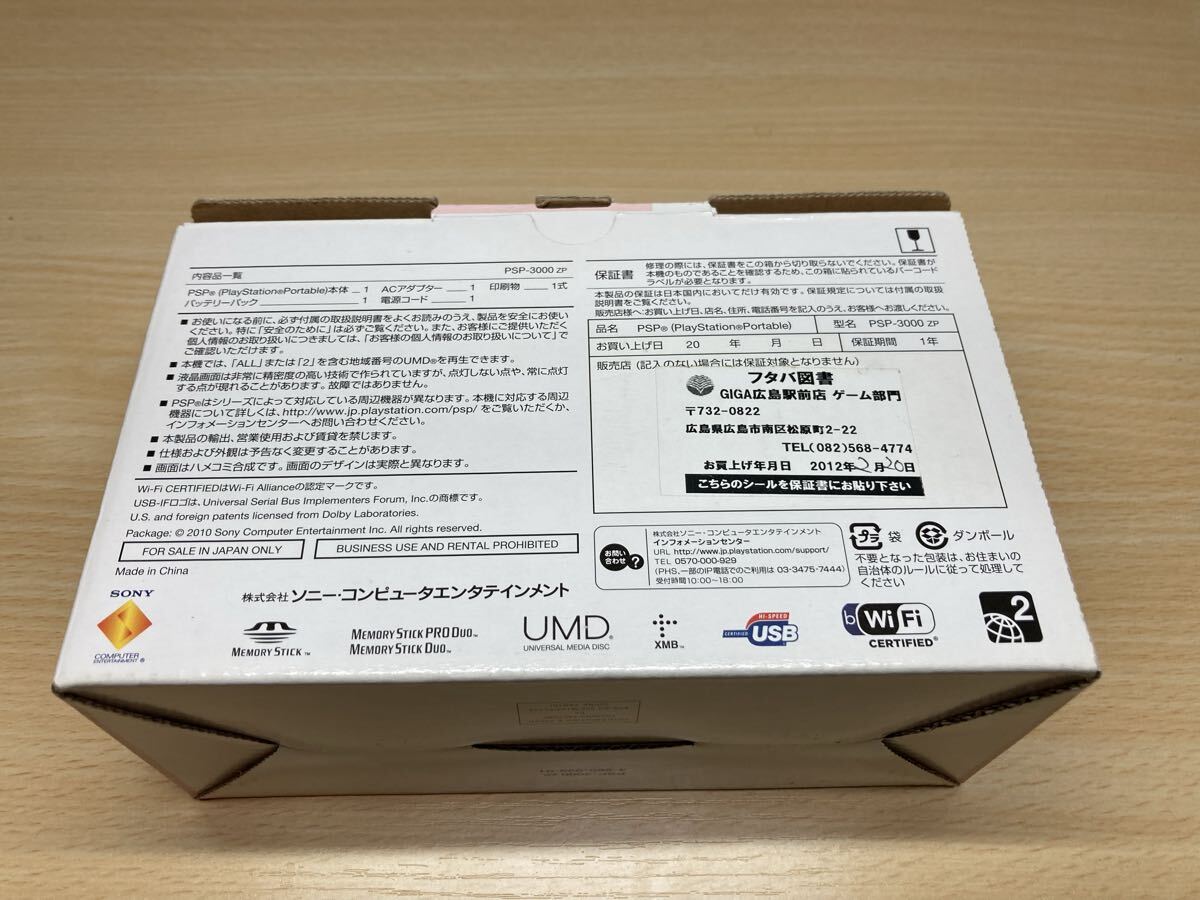 内容品一覧 PSP-3000 ZP
PSP® (PlayStation®Portable)本体 1 ACアダプター 1 印刷物 1式
バッテリーパック 1 電源コード 1
■ お使いになる前に、必ず付属の取扱説明書をよくお読みのうえ、製品を安全にお使い
ください。特に「安全のために」は必ずご覧ください。また、お客様にご提供いただく
個人情報のお取り扱いにつきましては、「お客様の個人情報のお取り扱いについて」で
ご確認いただけます。
■ 本機では、「ALL」または「2」を含む地域番号のUMD®を再生できます。
■ 液晶画面は非常に精密度の高い技術で作られていますが、点灯しない点や、常に点灯
する点が現れることがあります。故障ではありません。
■ PSP®はシリーズによって対応している周辺機器が異なります。本機に対応する周辺
機器について詳しくは、http://www.jp.playstation.com/psp/ をご覧いただくか、
インフォメーションセンターへお問い合わせください。
■ 本製品の輸出、営業使用および賃貸を禁じます。
■ 仕様および外観は予告なく変更することがあります。
■ 画面はハメコミ合成です。画面のデザインは実際と異なります。
Wi-Fi CERTIFIEDはWi-Fi Allianceの認定マークです。
USB-IFロゴは、Universal Serial Bus Implementers Forum, Inc.の商標です。
U.S. and foreign patents licensed from Dolby Laboratories.
Package: © 2010 Sony Computer Entertainment Inc. All rights reserved.
FOR SALE IN JAPAN ONLY
BUSINESS USE AND RENTAL PROHIBITED
Made in China
保証書
修理の際には、保証書をこの箱から切り取らないでください。保証書が
本機のものであることを確認するため、この箱に貼られているバーコード
ラベルが必要となります。
本製品の保証は日本国内においてだけ有効です。保証規定については付属の取扱
説明書をご覧ください。
販売店様へ:お買い上げ日、店名、住所、電話番号を記入のうえ、お客様へお渡しください。
品名 PSP® (PlayStation®Portable) 型名 PSP-3000 ZP
お買い上げ日 20 年 月 日 保証期間 1年
販売店 (記入のない場合には保証対象となりません)
フタバ図書
GIGA広島駅前店 ゲーム部門
〒732-0822
広島県広島市南区松原町2-22
TEL(082)568-4774
お買上げ年月日 2012年2月20日
こちらのシールを保証書にお貼り下さい
お問い
合わせ ?
株式会社ソニー・コンピュータエンタテインメント
インフォメーションセンター
URL http://www.jp.playstation.com/support/
TEL 0570-000-929
(PHS、一部のIP電話でのご利用は 03-3475-7444)
受付時間10:00~18:00
プラ 袋 ダンボール
不要となった包装は、お住まいの
自治体のルールに従って処理して
ください
SONY
COMPUTER
ENTERTAINMENT ®
株式会社 ソニー・コンピュータエンタテインメント
MEMORY STICK™
MEMORY STICK PRO DUO™
MEMORY STICK DUO™
UMD®
UNIVERSAL MEDIA DISC
XMB™
HI-SPEED
CERTIFIED USB
b Wi Fi
CERTIFIED®
2